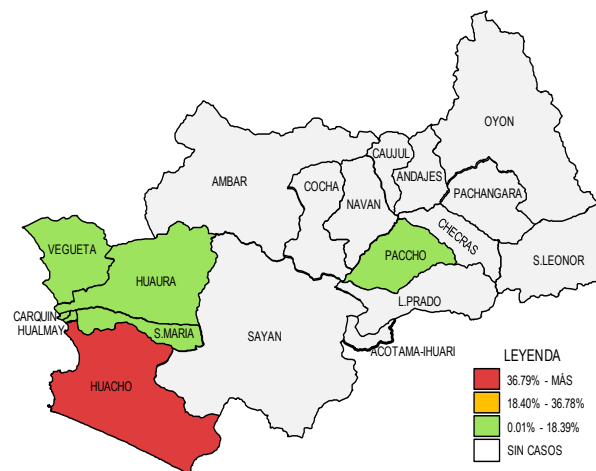 OYON
CAUJUL
ANDAJES
AMBAR
COCHA
PACHANGARA
NAVAN
CHECRAS
VEGUETA
PACCHO
S.LEONOR
HUAURA
L.PRADO
CARQUIN
HUALMAY
S.MARIA
SAYAN
ACOTAMA-IHUARI
HUACHO
LEYENDA
36.79% - MÁS
18.40% - 36.78%
0.01% - 18.39%
SIN CASOS